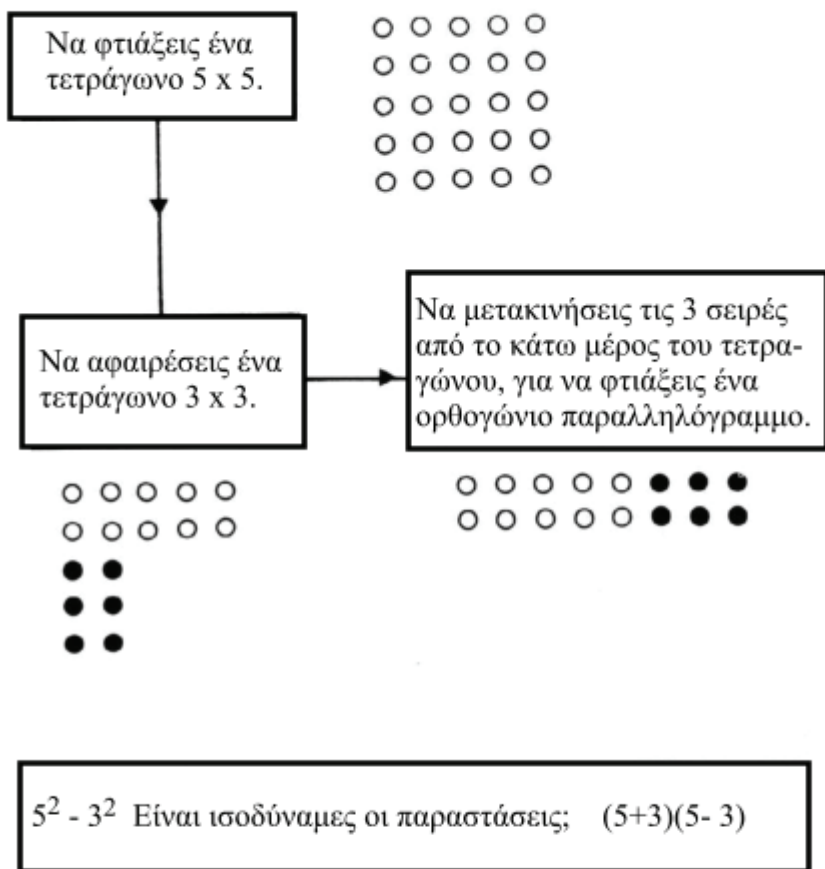 Να φτιάξεις ένα
τετράγωνο 5 x 5.
Να αφαιρέσεις ένα
τετράγωνο 3 x 3.
Να μετακινήσεις τις 3 σειρές
από το κάτω μέρος του τετρα-
γώνου, για να φτιάξεις ένα
ορθογώνιο παραλληλόγραμμο.
5² - 3² Είναι ισοδύναμες οι παραστάσεις; (5+3)(5- 3)